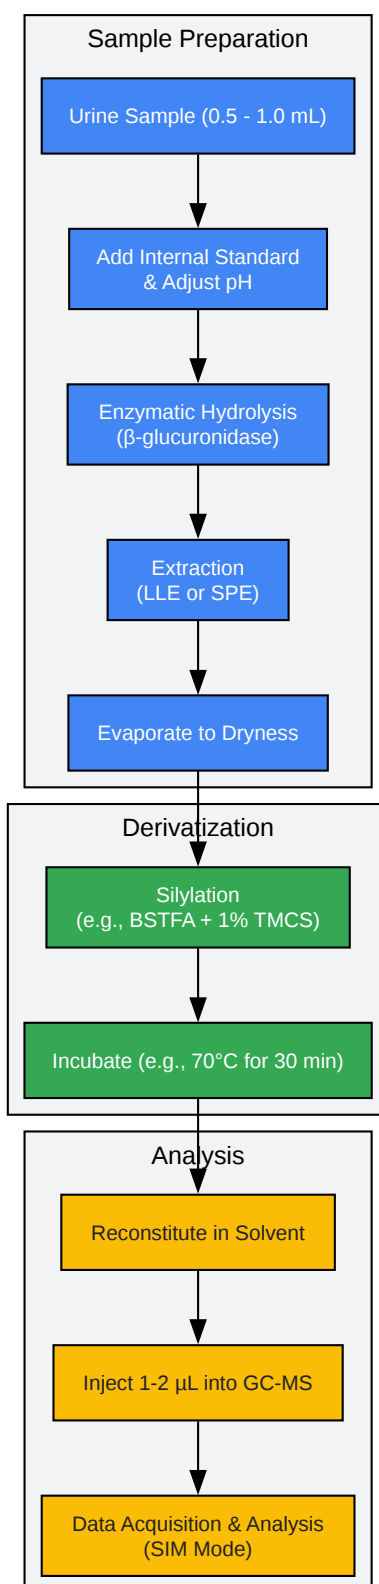 Sample Preparation
Urine Sample (0.5 - 1.0 mL)
Add Internal Standard
& Adjust pH
Enzymatic Hydrolysis
(β-glucuronidase)
Extraction
(LLE or SPE)
Evaporate to Dryness
Derivatization
Silylation
(e.g., BSTFA + 1% TMCS)
Incubate (e.g., 70°C for 30 min)
Analysis
Reconstitute in Solvent
Inject 1-2 µL into GC-MS
Data Acquisition & Analysis
(SIM Mode)